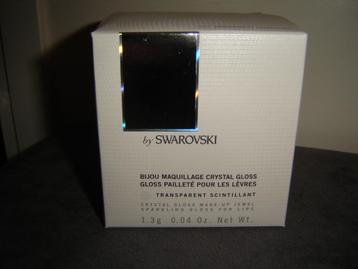 by SWAROVSKI
BIJOU MAQUILLAGE CRYSTAL GLOSS
GLOSS PAILLETÉ POUR LES LÈVRES
TRANSPARENT SCINTILLANT
CRYSTAL GLOSS MAKE-UP JEWEL
SPARKLING GLOSS FOR LIPS
1.3g 0.04 Oz. Net Wt.